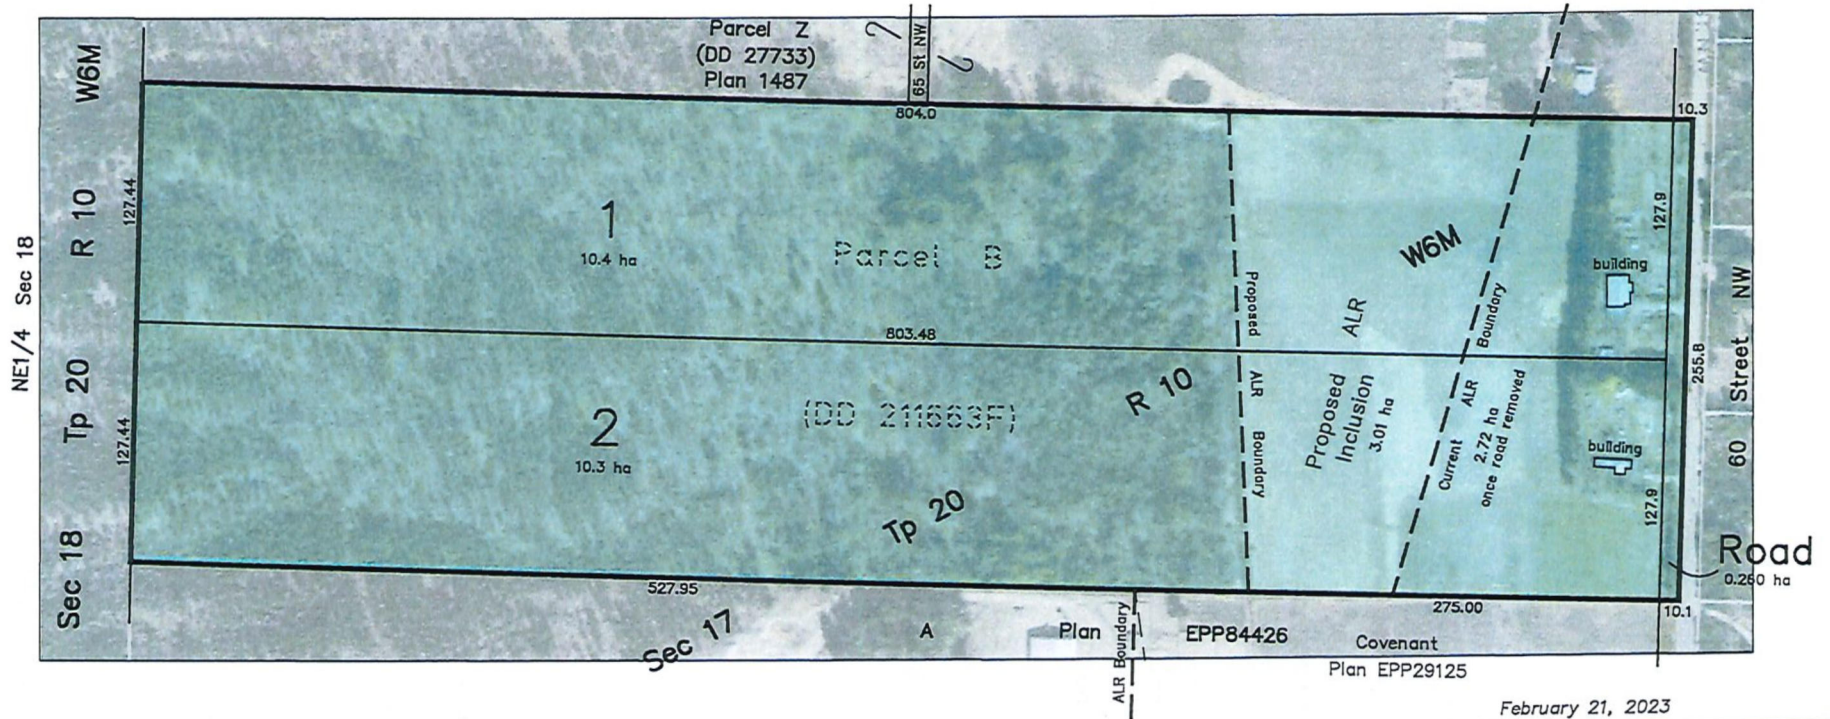 Parcel Z
(DD 27733)
Plan 1487
65 St NW
804.0
10.3
W6M
R 10
127.44
NE1/4 Sec 18
Tp 20
127.44
Sec 18
1
10.4 ha
Parcel B
803.48
2
10.3 ha
(DD 211663F)
R 10
Tp 20
W6M
Proposed ALR Boundary
ALR
Proposed
Inclusion
3.01 ha
Current ALR Boundary
2.72 ha
once road removed
building
building
127.9
127.9
255.8
60 Street NW
Road
0.260 ha
10.1
527.95
275.00
Sec 17
A
Plan
EPP84426
ALR Boundary
Covenant
Plan EPP29125
February 21, 2023